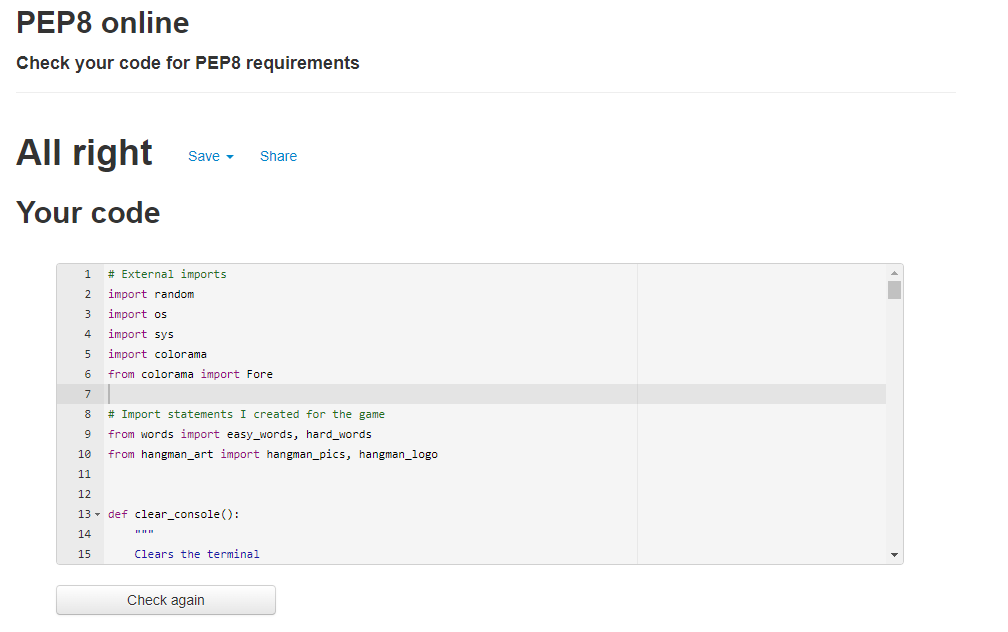 PEP8 online
Check your code for PEP8 requirements
All right Save Share
Your code
1 # External imports
2 import random
3 import os
4 import sys
5 import colorama
6 from colorama import Fore
7
8 # Import statements I created for the game
9 from words import easy_words, hard_words
10 from hangman_art import hangman_pics, hangman_logo
11
12
13 def clear_console():
14 """
15 Clears the terminal
Check again